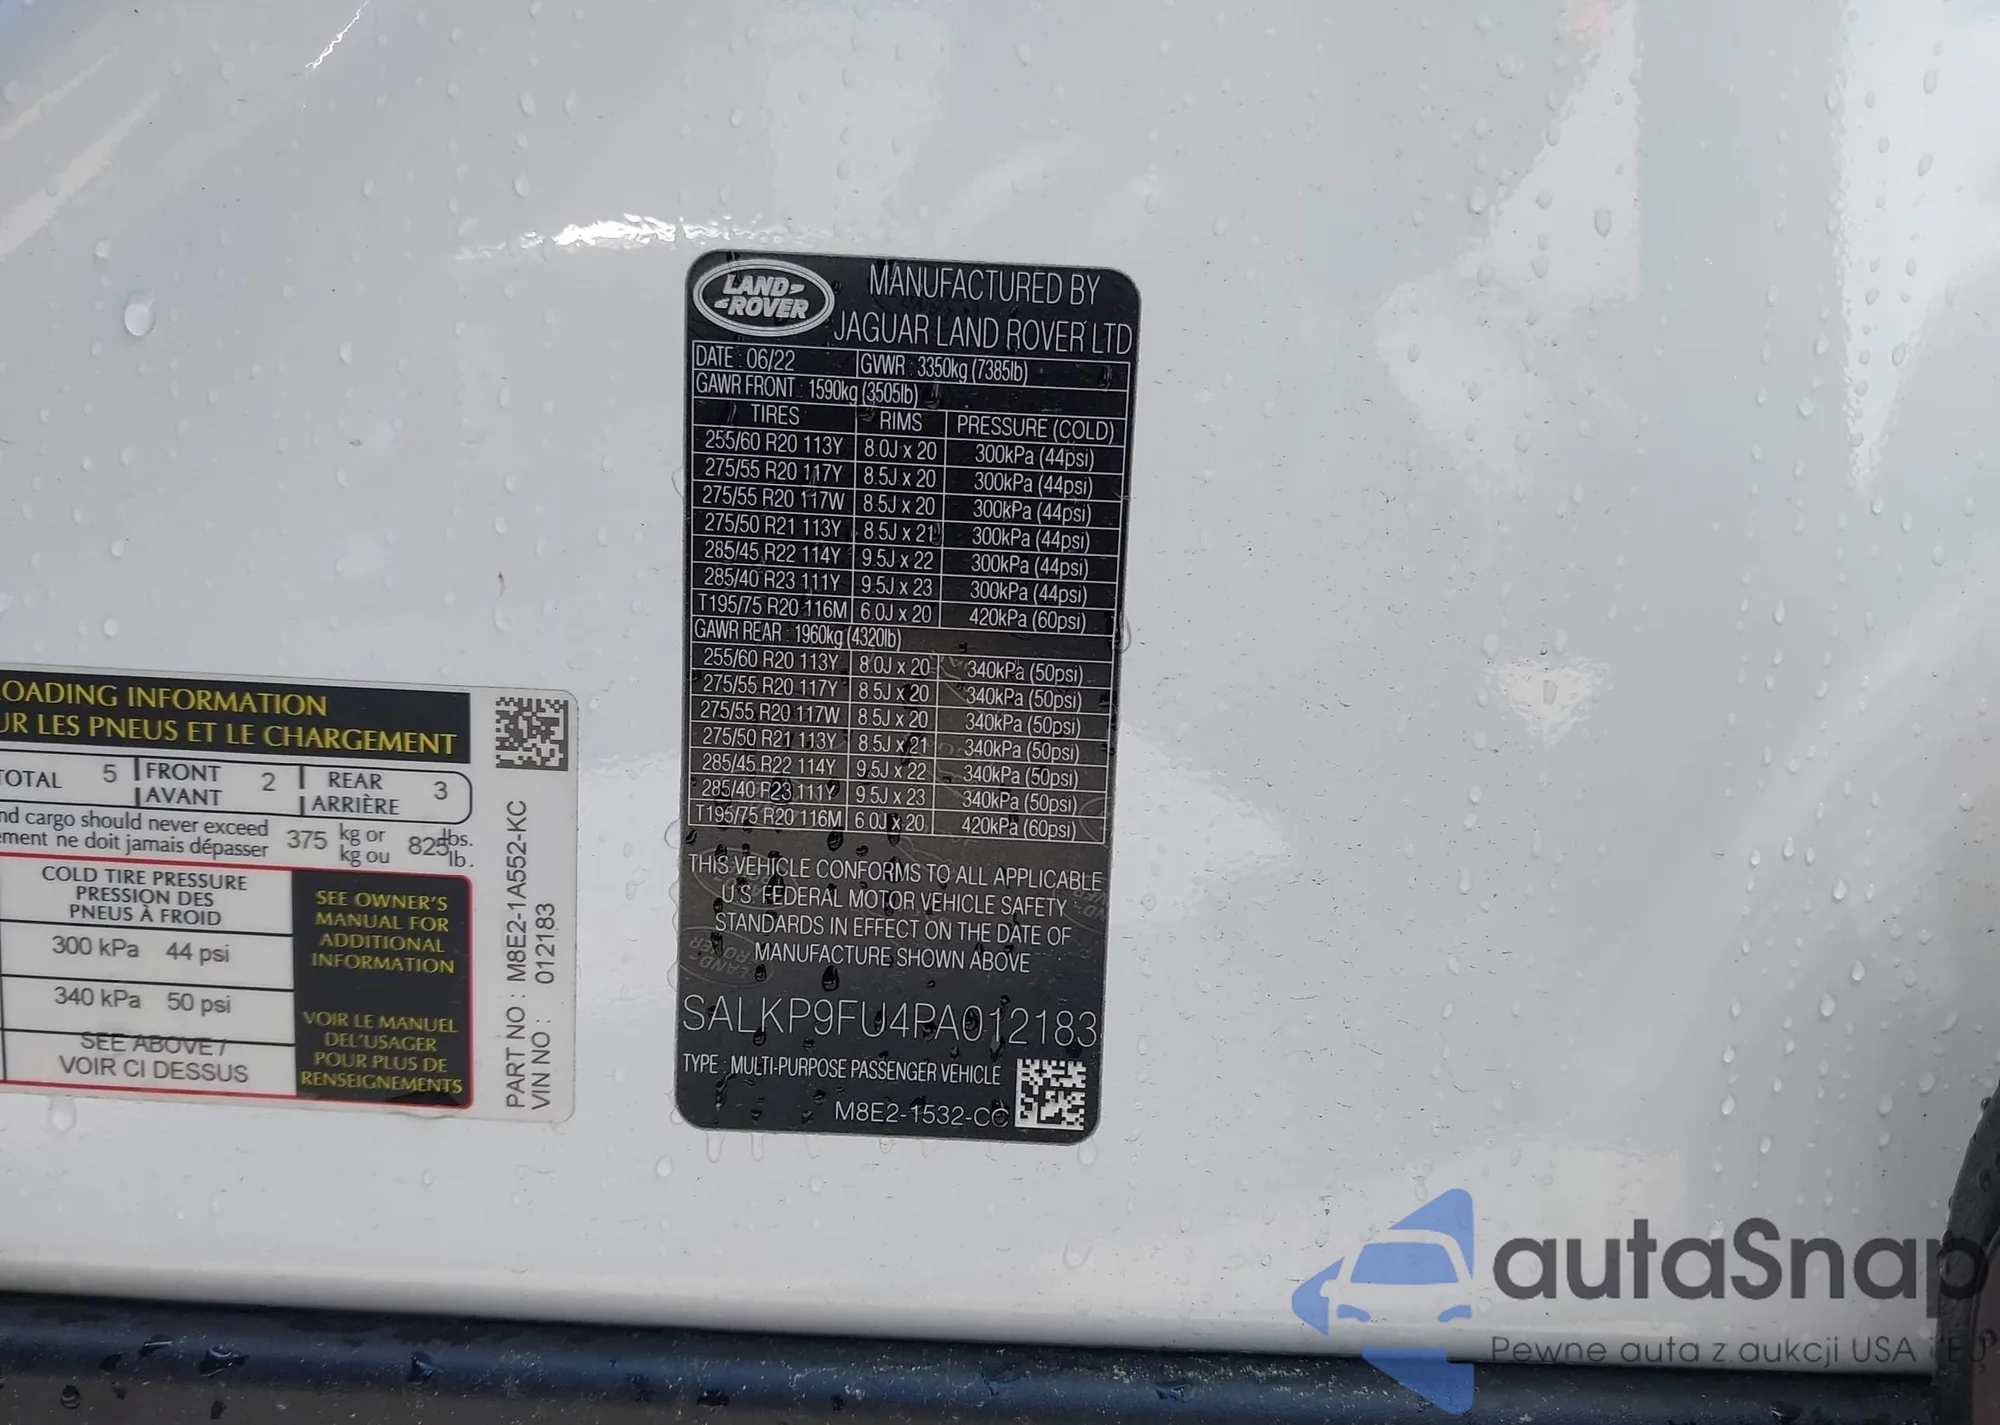 LAND ROVER
MANUFACTURED BY
JAGUAR LAND ROVER LTD
DATE : 06/22 GVWR : 3350kg (7385lb)
GAWR FRONT : 1590kg (3505lb)
TIRES RIMS PRESSURE (COLD)
255/60 R20 113Y 8.0J x 20 300kPa (44psi)
275/55 R20 117Y 8.5J x 20 300kPa (44psi)
275/55 R20 117W 8.5J x 20 300kPa (44psi)
275/50 R21 113Y 8.5J x 21 300kPa (44psi)
285/45 R22 114Y 9.5J x 22 300kPa (44psi)
285/40 R23 111Y 9.5J x 23 300kPa (44psi)
T195/75 R20 116M 6.0J x 20 420kPa (60psi)
GAWR REAR : 1960kg (4320lb)
255/60 R20 113Y 8.0J x 20 340kPa (50psi)
275/55 R20 117Y 8.5J x 20 340kPa (50psi)
275/55 R20 117W 8.5J x 20 340kPa (50psi)
275/50 R21 113Y 8.5J x 21 340kPa (50psi)
285/45 R22 114Y 9.5J x 22 340kPa (50psi)
285/40 R23 111Y 9.5J x 23 340kPa (50psi)
T195/75 R20 116M 6.0J x 20 420kPa (60psi)
THIS VEHICLE CONFORMS TO ALL APPLICABLE
U.S. FEDERAL MOTOR VEHICLE SAFETY
STANDARDS IN EFFECT ON THE DATE OF
MANUFACTURE SHOWN ABOVE
SALKP9FU4PA012183
TYPE : MULTI-PURPOSE PASSENGER VEHICLE
M8E2-1532-CC
OADING INFORMATION
UR LES PNEUS ET LE CHARGEMENT
OTAL 5 FRONT AVANT 2 REAR ARRIÈRE 3
nd cargo should never exceed 375 kg or 825 lbs.
ement ne doit jamais dépasser kg ou lb.
COLD TIRE PRESSURE
PRESSION DES
PNEUS À FROID
300 kPa 44 psi
340 kPa 50 psi
SEE ABOVE /
VOIR CI DESSUS
SEE OWNER'S
MANUAL FOR
ADDITIONAL
INFORMATION
VOIR LE MANUEL
DEL'USAGER
POUR PLUS DE
RENSEIGNEMENTS
PART NO : M8E2-1A552-KC
VIN NO : 012183
autaSnap
Pewne auta z aukcji USA i EU